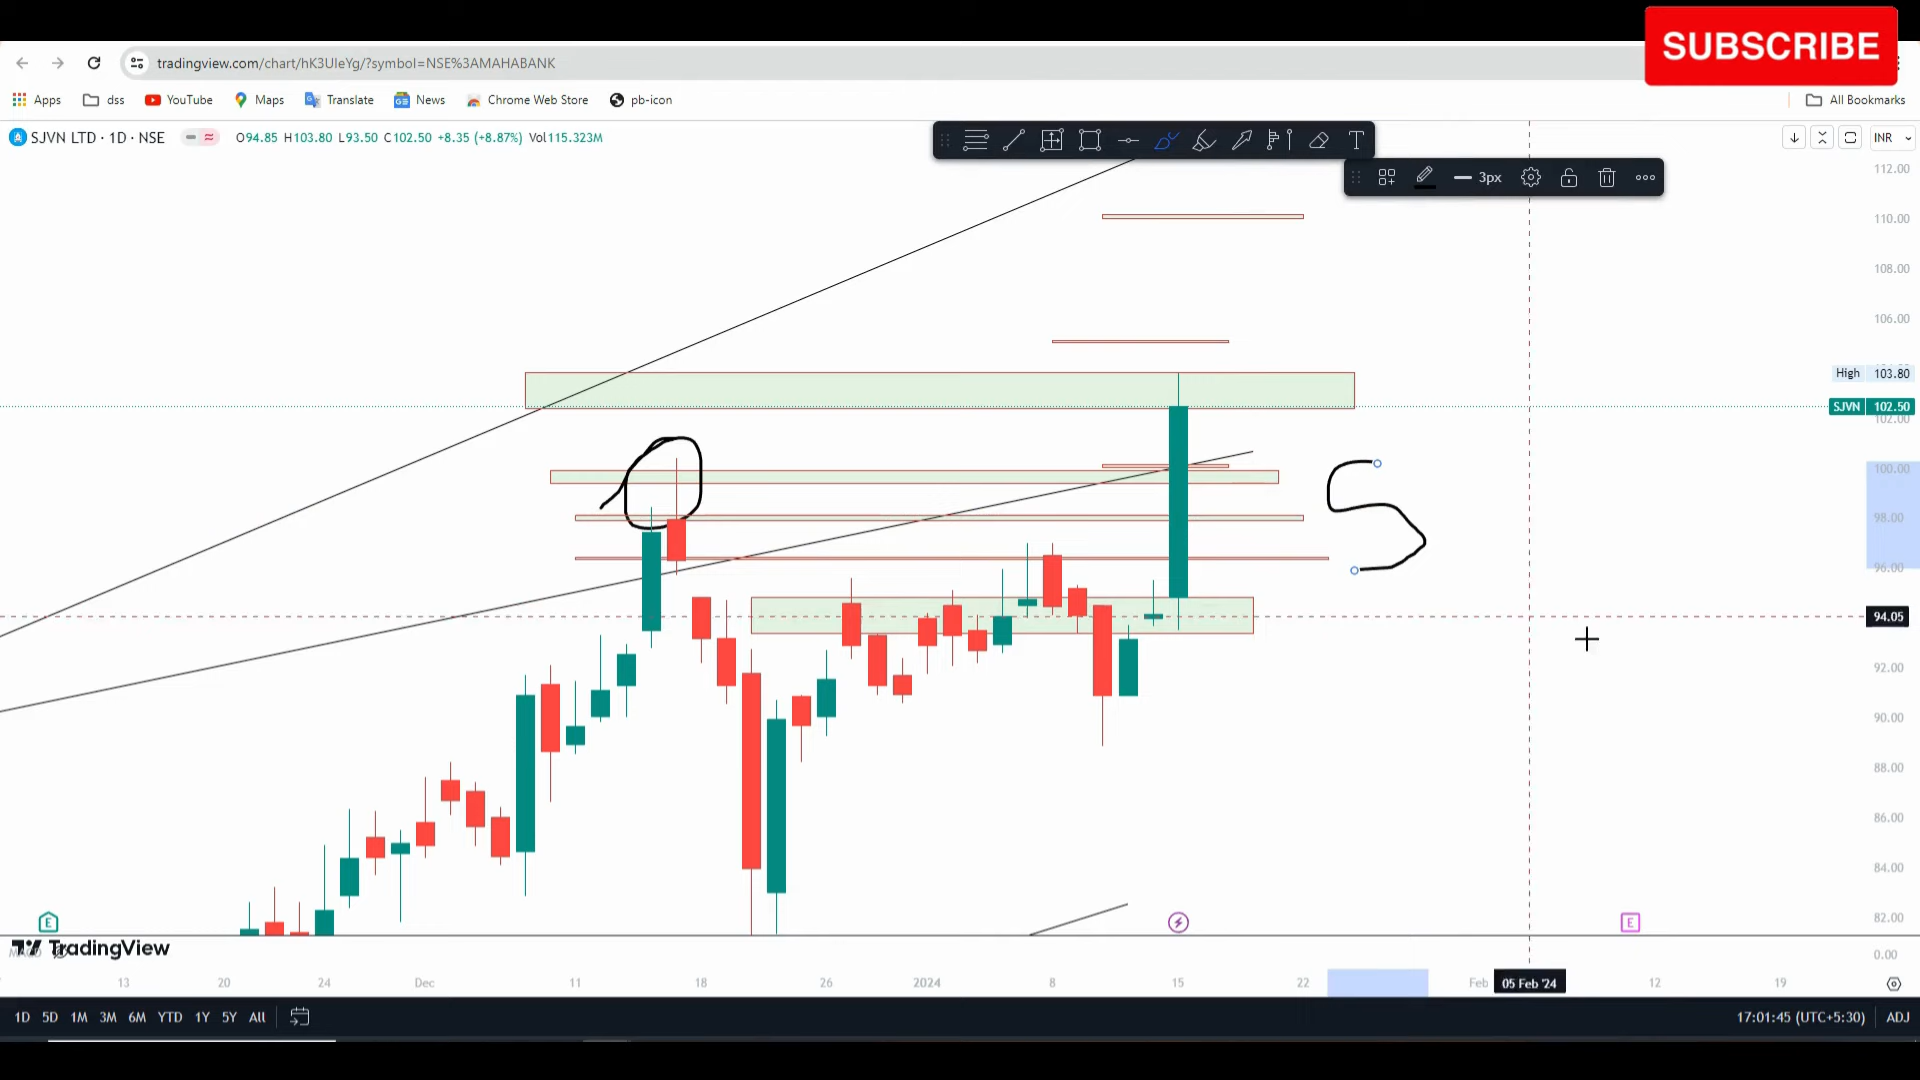 SUBSCRIBE
tradingview.com/chart/hK3UIeYg/?symbol=NSE%3AMAHABANK
Apps dss YouTube Maps Translate News Chrome Web Store pb-icon All Bookmarks
SJVN LTD · 1D · NSE O94.85 H103.80 L93.50 C102.50 +8.35 (+8.87%) Vol115.323M INR
3px
112.00
110.00
108.00
106.00
High 103.80
SJVN 102.50
102.00
100.00
98.00
96.00
94.05
92.00
90.00
88.00
86.00
84.00
82.00
0.00
S
E E
TradingView
13 20 24 Dec 11 18 26 2024 8 15 22 Feb 05 Feb '24 12 19
1D 5D 1M 3M 6M YTD 1Y 5Y All 17:01:45 (UTC+5:30) ADJ